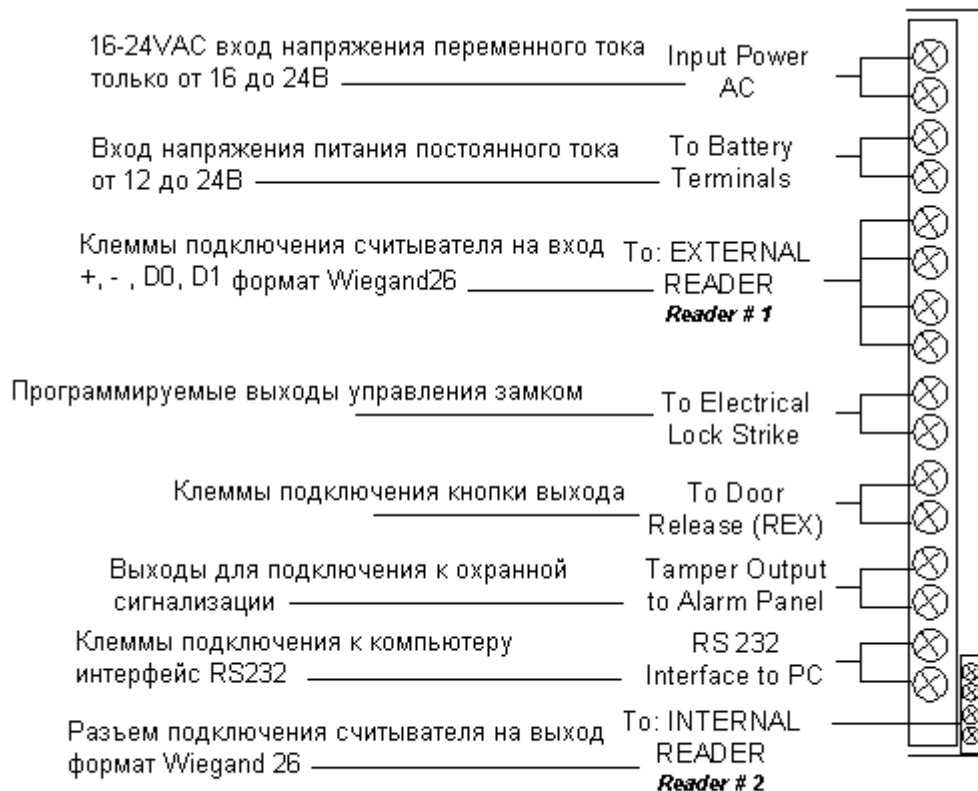 16-24VAC вход напряжения переменного тока
только от 16 до 24В
Input Power
AC
Вход напряжения питания постоянного тока
от 12 до 24В
To Battery
Terminals
Клеммы подключения считывателя на вход
+, - , D0, D1 формат Wiegand26
To: EXTERNAL
READER
Reader # 1
Программируемые выходы управления замком
To Electrical
Lock Strike
Клеммы подключения кнопки выхода
To Door
Release (REX)
Выходы для подключения к охранной
сигнализации
Tamper Output
to Alarm Panel
Клеммы подключения к компьютеру
интерфейс RS232
RS 232
Interface to PC
Разъем подключения считывателя на выход
формат Wiegand 26
To: INTERNAL
READER
Reader # 2